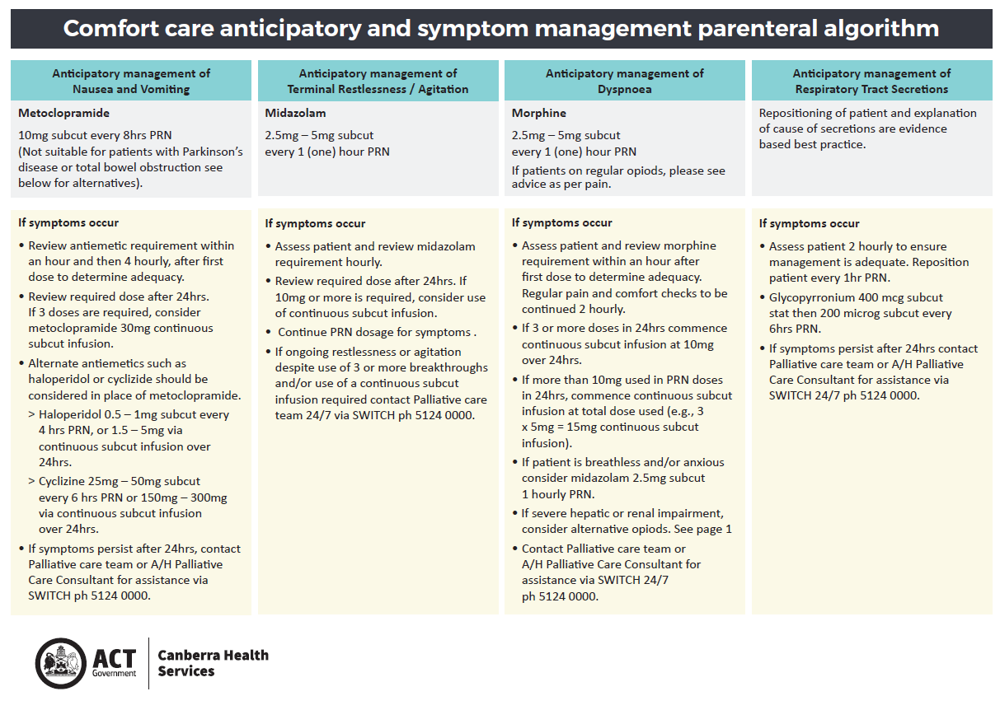 Comfort care anticipatory and symptom management parenteral algorithm
Anticipatory management of
Nausea and Vomiting
Metoclopramide
10mg subcut every 8hrs PRN
(Not suitable for patients with Parkinson's
disease or total bowel obstruction see
below for alternatives).
If symptoms occur
• Review antiemetic requirement within
an hour and then 4 hourly, after first
dose to determine adequacy.
• Review required dose after 24hrs.
If 3 doses are required, consider
metoclopramide 30mg continuous
subcut infusion.
• Alternate antiemetics such as
haloperidol or cyclizide should be
considered in place of metoclopramide.
> Haloperidol 0.5 – 1mg subcut every
4 hrs PRN, or 1.5 – 5mg via
continuous subcut infusion over
24hrs.
> Cyclizine 25mg – 50mg subcut
every 6 hrs PRN or 150mg – 300mg
via continuous subcut infusion
over 24hrs.
• If symptoms persist after 24hrs, contact
Palliative care team or A/H Palliative
Care Consultant for assistance via
SWITCH ph 5124 0000.
Anticipatory management of
Terminal Restlessness / Agitation
Midazolam
2.5mg – 5mg subcut
every 1 (one) hour PRN
If symptoms occur
• Assess patient and review midazolam
requirement hourly.
• Review required dose after 24hrs. If
10mg or more is required, consider use
of continuous subcut infusion.
• Continue PRN dosage for symptoms .
• If ongoing restlessness or agitation
despite use of 3 or more breakthroughs
and/or use of a continuous subcut
infusion required contact Palliative care
team 24/7 via SWITCH ph 5124 0000.
Anticipatory management of
Dyspnoea
Morphine
2.5mg – 5mg subcut
every 1 (one) hour PRN
If patients on regular opiods, please see
advice as per pain.
If symptoms occur
• Assess patient and review morphine
requirement within an hour after
first dose to determine adequacy.
Regular pain and comfort checks to be
continued 2 hourly.
• If 3 or more doses in 24hrs commence
continuous subcut infusion at 10mg
over 24hrs.
• If more than 10mg used in PRN doses
in 24hrs, commence continuous subcut
infusion at total dose used (e.g., 3
x 5mg = 15mg continuous subcut
infusion).
• If patient is breathless and/or anxious
consider midazolam 2.5mg subcut
1 hourly PRN.
• If severe hepatic or renal impairment,
consider alternative opiods. See page 1
• Contact Palliative care team or
A/H Palliative Care Consultant for
assistance via SWITCH 24/7
ph 5124 0000.
Anticipatory management of
Respiratory Tract Secretions
Repositioning of patient and explanation
of cause of secretions are evidence
based best practice.
If symptoms occur
• Assess patient 2 hourly to ensure
management is adequate. Reposition
patient every 1hr PRN.
• Glycopyrronium 400 mcg subcut
stat then 200 microg subcut every
6hrs PRN.
• If symptoms persist after 24hrs contact
Palliative care team or A/H Palliative
Care Consultant for assistance via
SWITCH 24/7 ph 5124 0000.
ACT
Government
Canberra Health
Services